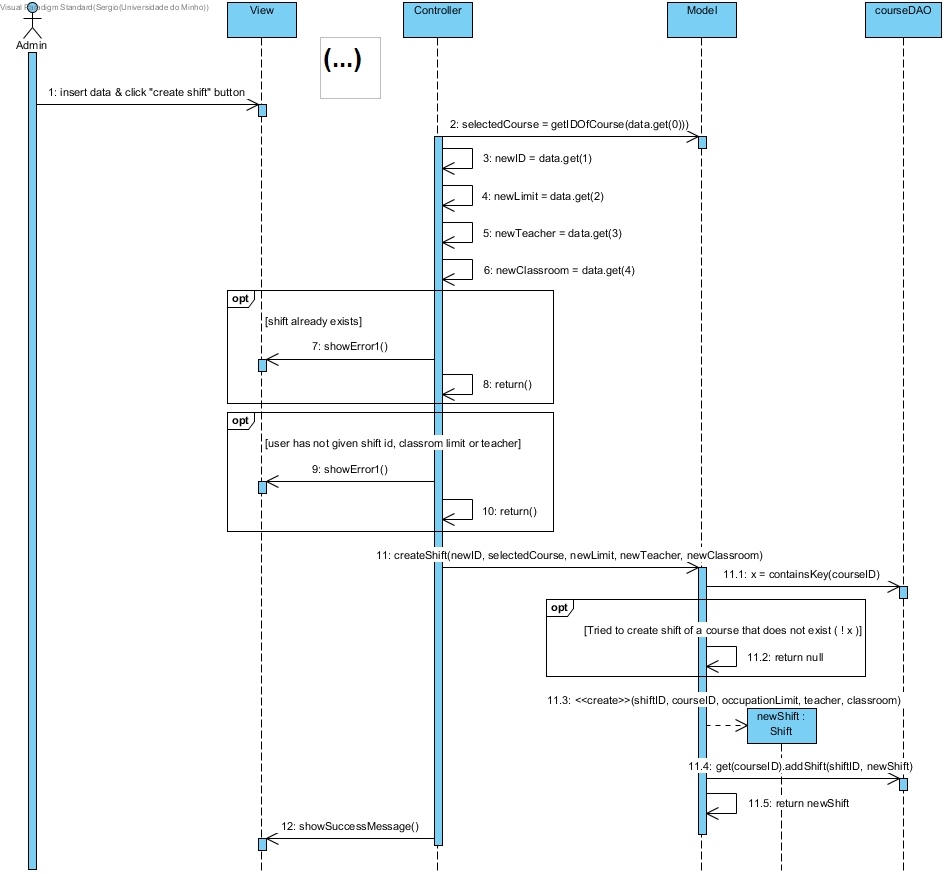 Visual Paradigm Standard(Sergio(Universidade do Minho))
View
Controller
Model
courseDAO
Admin
(...)
1: insert data & click "create shift" button
2: selectedCourse = getIDOfCourse(data.get(0)))
3: newID = data.get(1)
4: newLimit = data.get(2)
5: newTeacher = data.get(3)
6: newClassroom = data.get(4)
opt
[shift already exists]
7: showError1()
8: return()
opt
[user has not given shift id, classrom limit or teacher]
9: showError1()
10: return()
11: createShift(newID, selectedCourse, newLimit, newTeacher, newClassroom)
11.1: x = containsKey(courseID)
opt
[Tried to create shift of a course that does not exist ( ! x )]
11.2: return null
11.3: <<create>>(shiftID, courseID, occupationLimit, teacher, classroom)
newShift :
Shift
11.4: get(courseID).addShift(shiftID, newShift)
11.5: return newShift
12: showSuccessMessage()